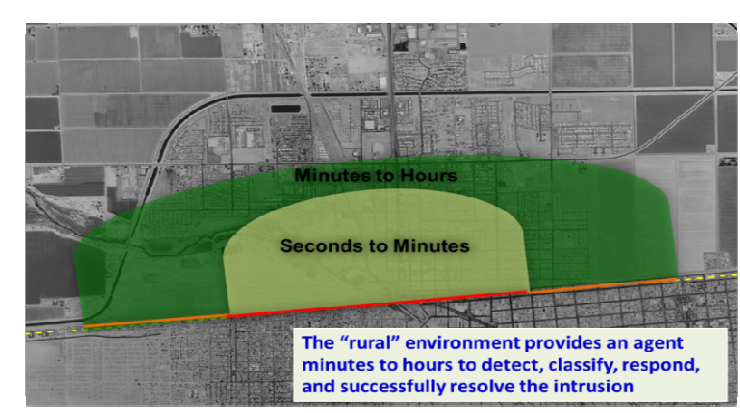 Minutes to Hours
Seconds to Minutes
The “rural” environment provides an agent
minutes to hours to detect, classify, respond,
and successfully resolve the intrusion